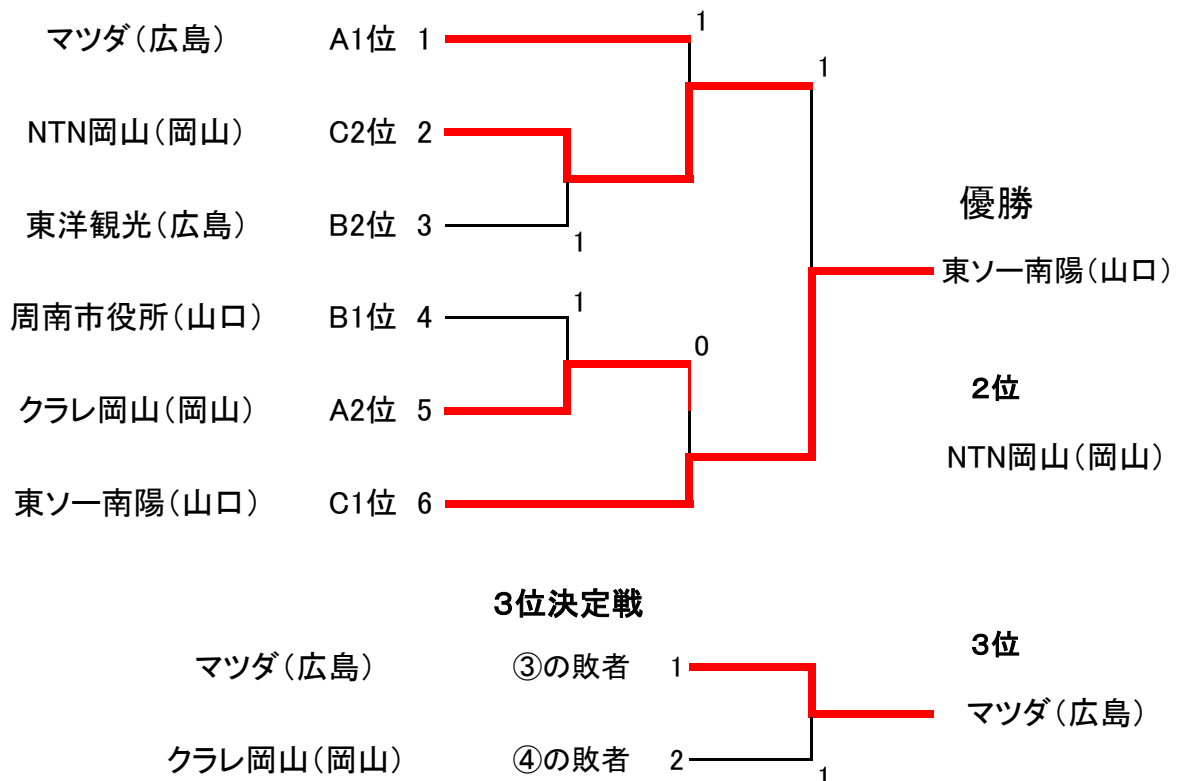 1
マツダ(広島) A1位 1
1
NTN岡山(岡山) C2位 2
優勝
東洋観光(広島) B2位 3
1
東ソー南陽(山口)
1
周南市役所(山口) B1位 4
0
2位
クラレ岡山(岡山) A2位 5
NTN岡山(岡山)
東ソー南陽(山口) C1位 6
3位決定戦
3位
マツダ(広島) ③の敗者 1
マツダ(広島)
クラレ岡山(岡山) ④の敗者 2
1